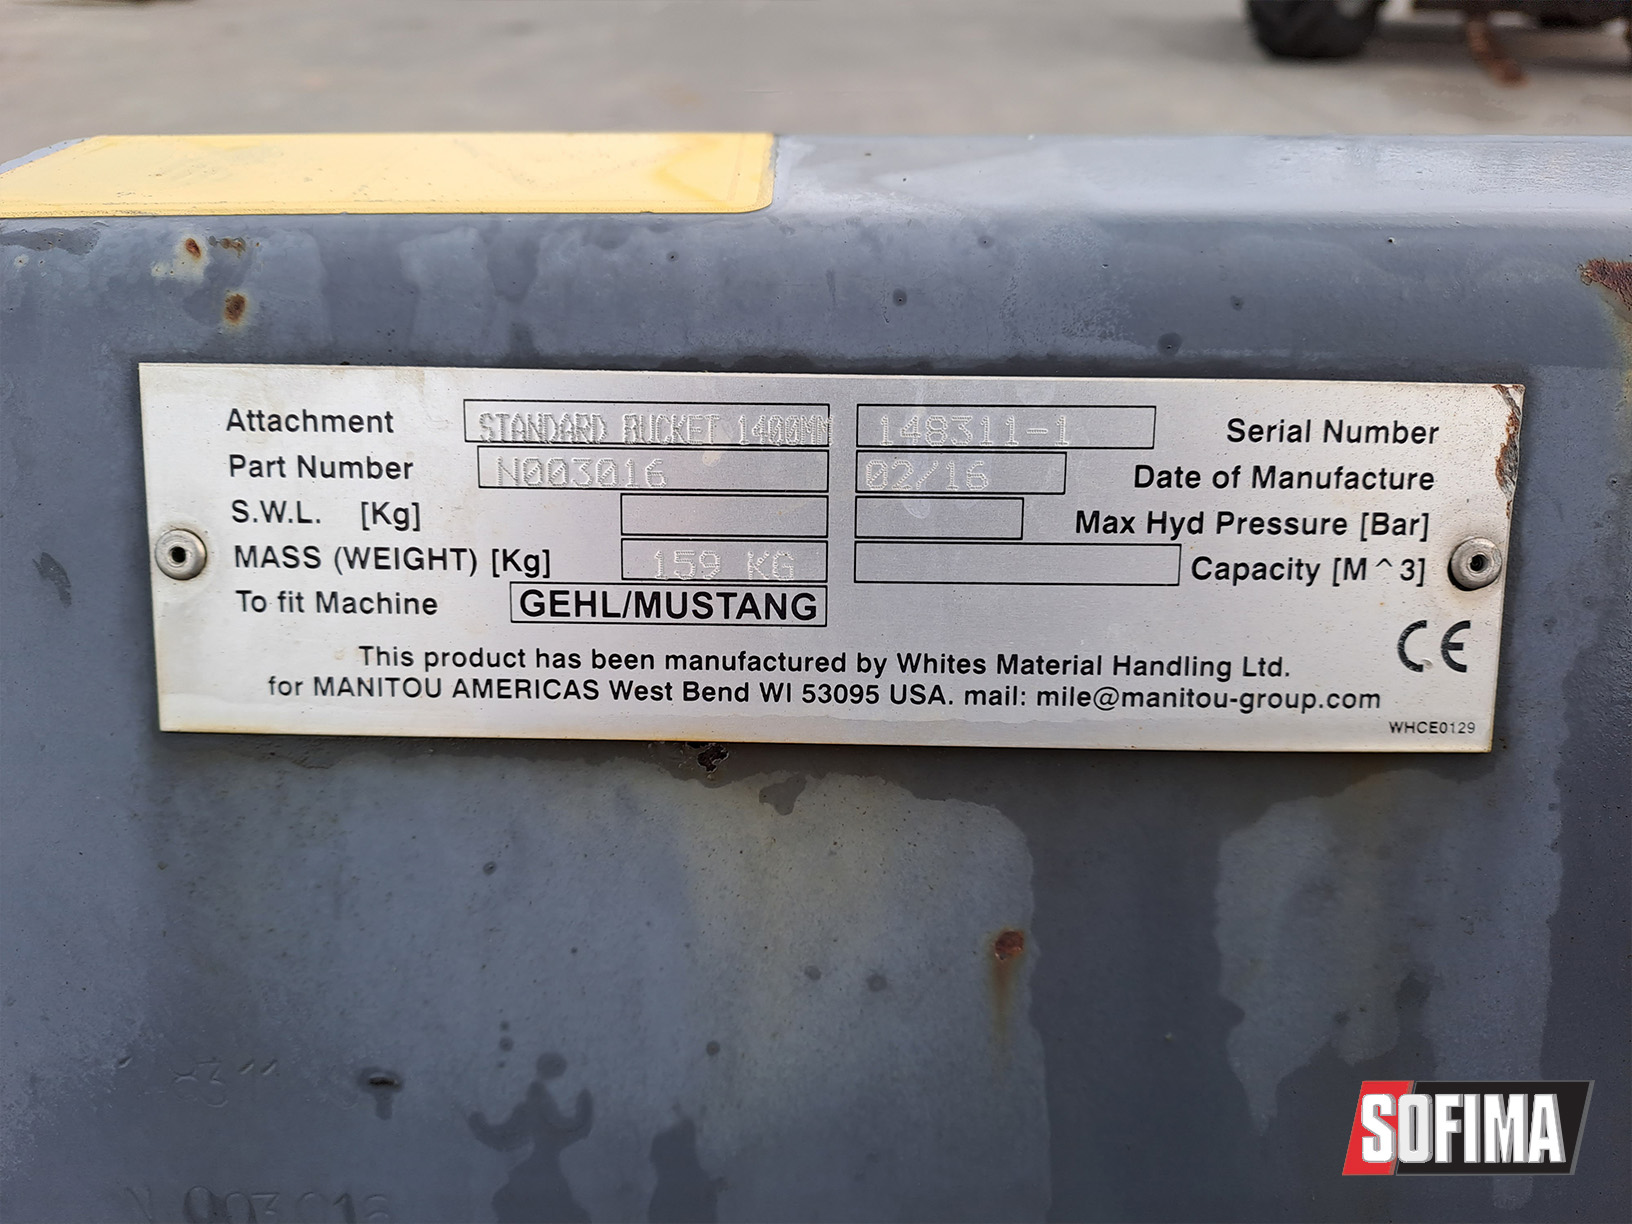 Attachment STANDARD BUCKET 1400MM 148311-1 Serial Number
Part Number N003016 02/16 Date of Manufacture
S.W.L. [Kg] Max Hyd Pressure [Bar]
MASS (WEIGHT) [Kg] 159 KG Capacity [M^3]
To fit Machine GEHL/MUSTANG
CE
This product has been manufactured by Whites Material Handling Ltd.
for MANITOU AMERICAS West Bend WI 53095 USA. mail: mile@manitou-group.com
WHCE0129
SOFIMA